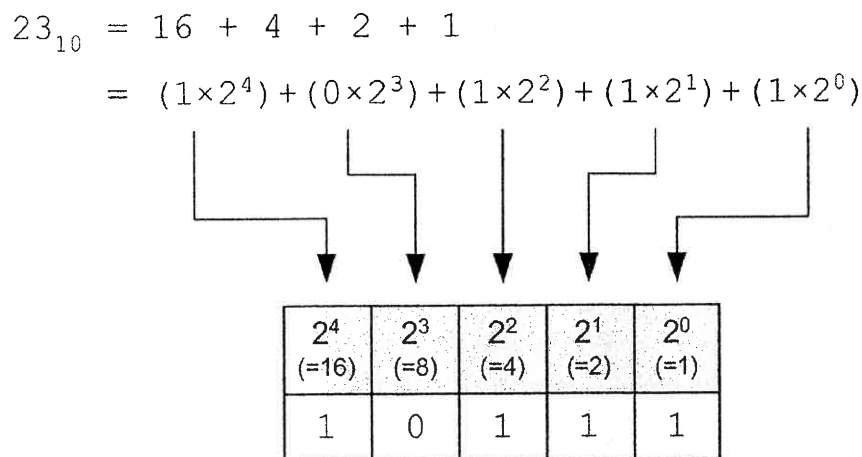 23₁₀ = 16 + 4 + 2 + 1
= (1×2⁴)+(0×2³)+(1×2²)+(1×2¹)+(1×2⁰)
2⁴ 2³ 2² 2¹ 2⁰
(=16) (=8) (=4) (=2) (=1)
1 0 1 1 1